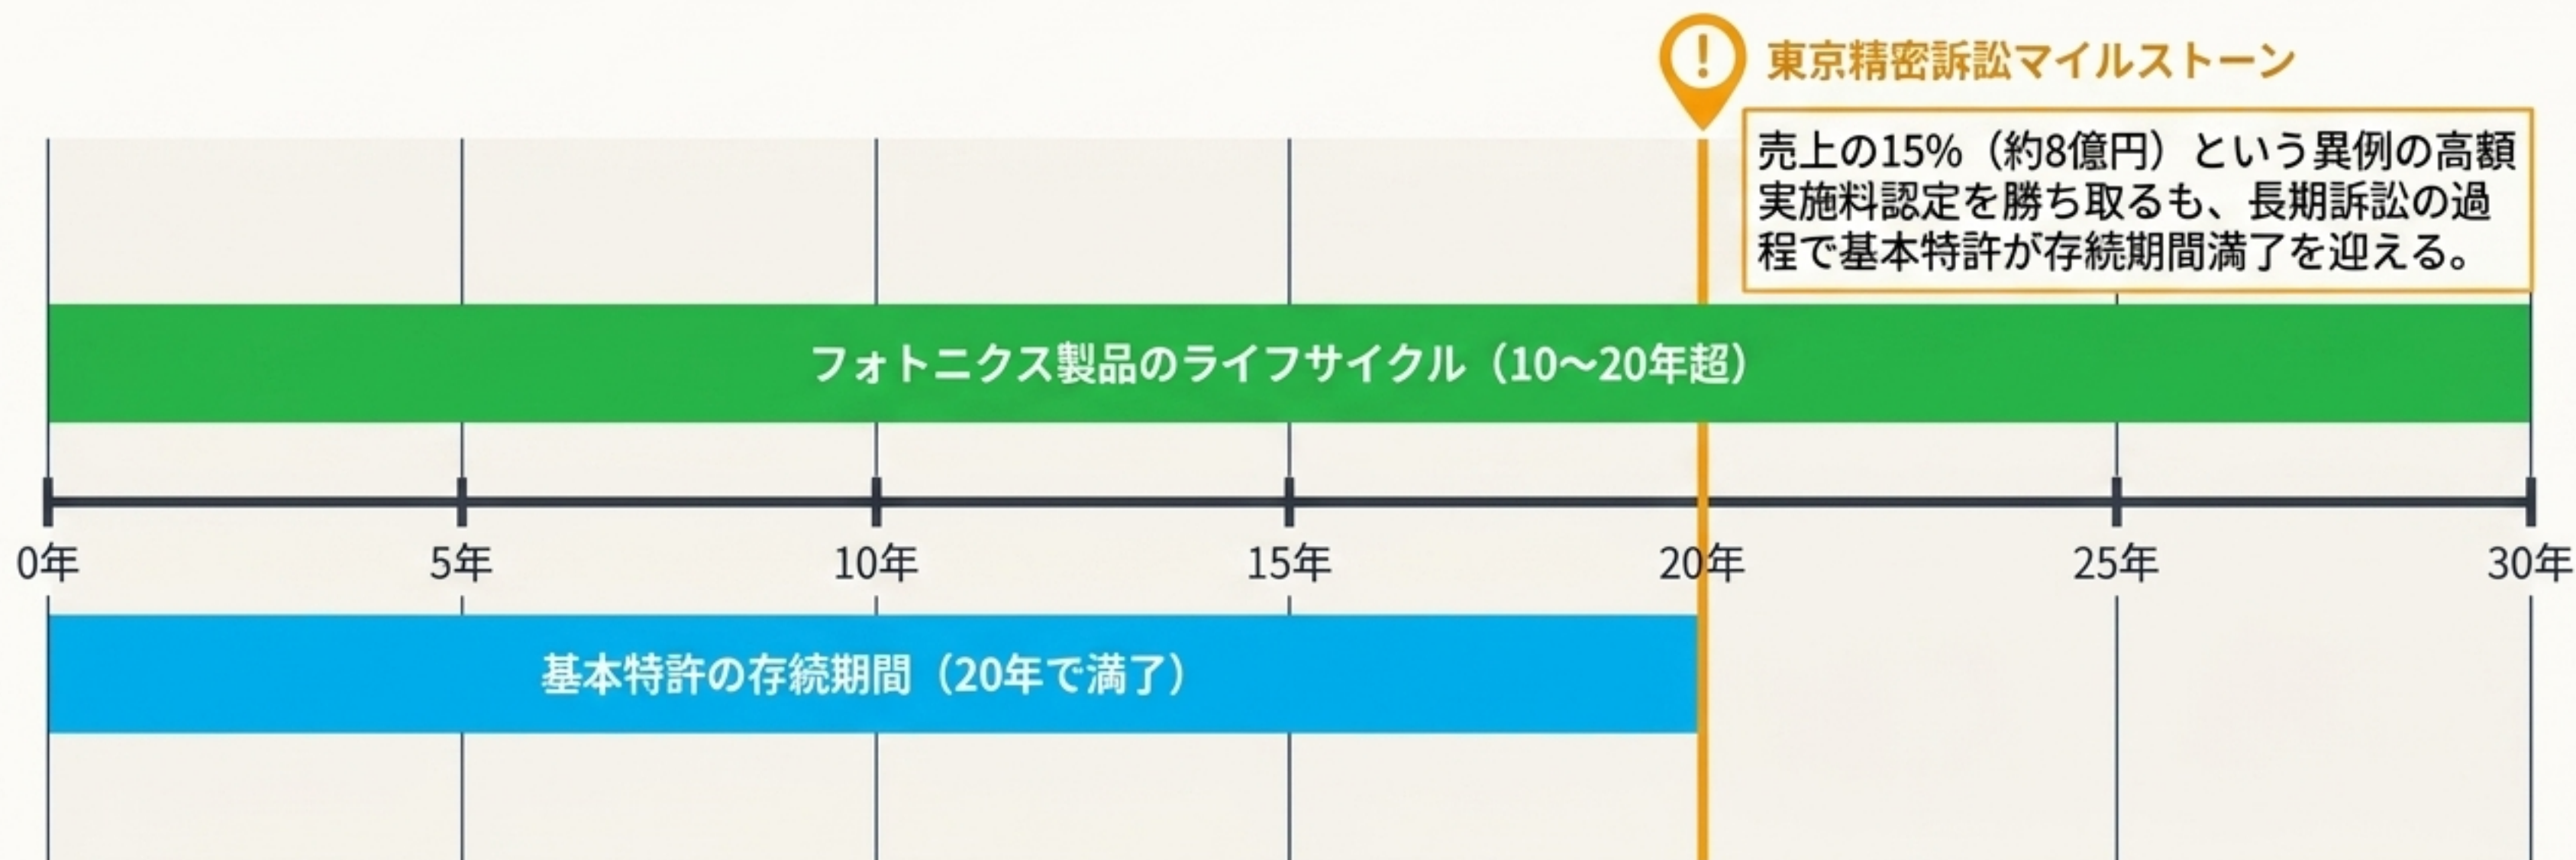 !
東京精密訴訟マイルストーン
売上の15%（約8億円）という異例の高額
実施料認定を勝ち取るも、長期訴訟の過
程で基本特許が存続期間満了を迎える。
フォトニクス製品のライフサイクル（10～20年超）
0年 5年 10年 15年 20年 25年 30年
基本特許の存続期間（20年で満了）